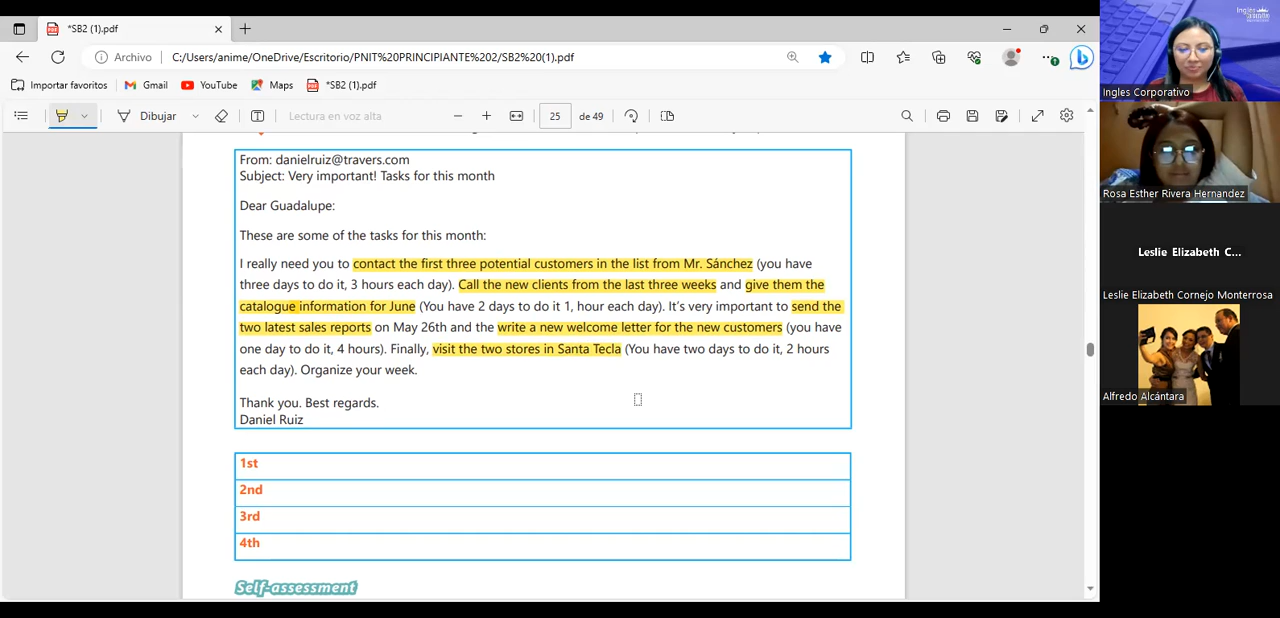 *SB2 (1).pdf
Archivo C:/Users/anime/OneDrive/Escritorio/PNIT%20PRINCIPIANTE%202/SB2%20(1).pdf
Importar favoritos Gmail YouTube Maps *SB2 (1).pdf
Dibujar Lectura en voz alta 25 de 49
From: danielruiz@travers.com
Subject: Very important! Tasks for this month
Dear Guadalupe:
These are some of the tasks for this month:
I really need you to contact the first three potential customers in the list from Mr. Sánchez (you have
three days to do it, 3 hours each day). Call the new clients from the last three weeks and give them the
catalogue information for June (You have 2 days to do it 1, hour each day). It's very important to send the
two latest sales reports on May 26th and the write a new welcome letter for the new customers (you have
one day to do it, 4 hours). Finally, visit the two stores in Santa Tecla (You have two days to do it, 2 hours
each day). Organize your week.
Thank you. Best regards.
Daniel Ruiz
1st
2nd
3rd
4th
Self-assessment
Ingles Corporativo
Rosa Esther Rivera Hernandez
Leslie Elizabeth C...
Leslie Elizabeth Cornejo Monterrosa
Alfredo Alcántara